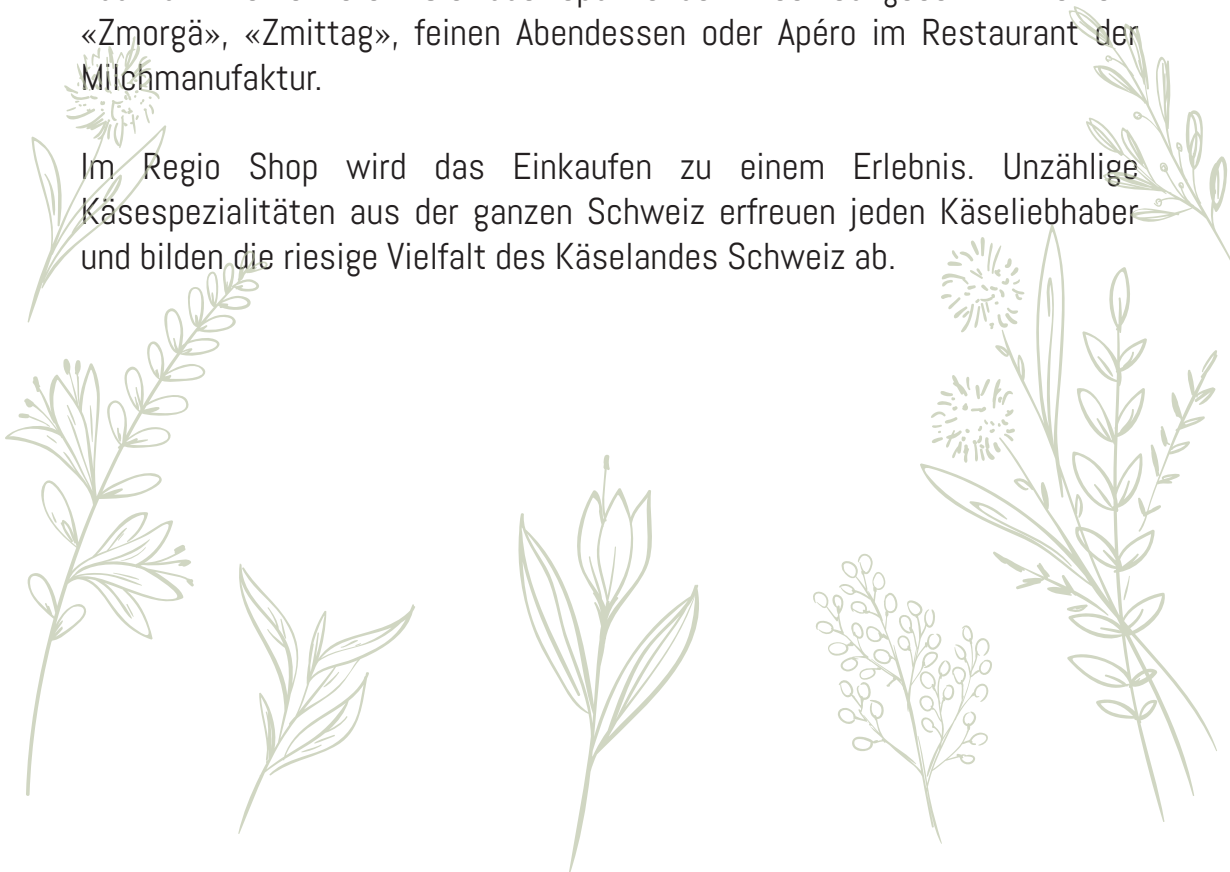 «Zmorgä», «Zmittag», feinen Abendessen oder Apéro im Restaurant der
Milchmanufaktur.
Im Regio Shop wird das Einkaufen zu einem Erlebnis. Unzählige
Käsespezialitäten aus der ganzen Schweiz erfreuen jeden Käseliebhaber
und bilden die riesige Vielfalt des Käselandes Schweiz ab.